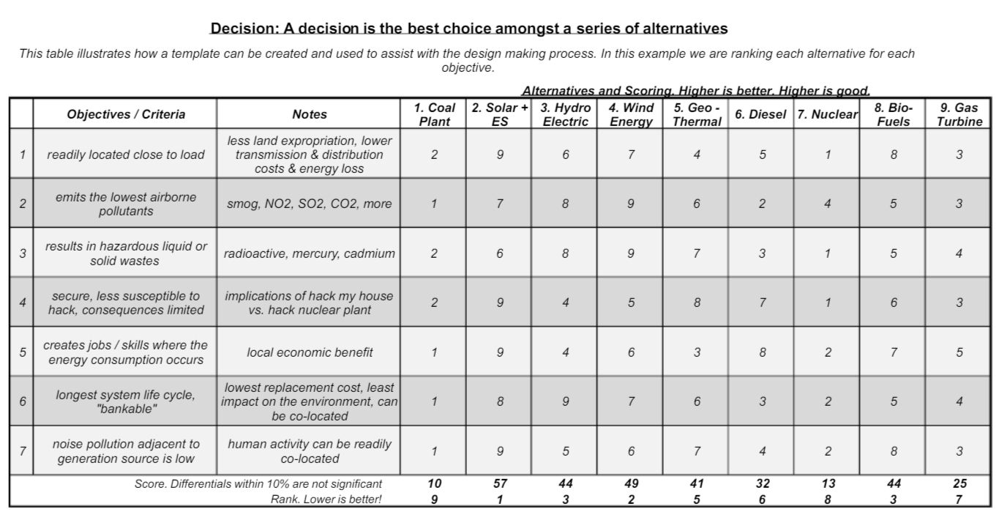 Decision: A decision is the best choice amongst a series of alternatives
This table illustrates how a template can be created and used to assist with the design making process. In this example we are ranking each alternative for each
objective.
Alternatives and Scoring. Higher is better. Higher is good.
Objectives / Criteria Notes 1. Coal Plant 2. Solar + ES 3. Hydro Electric 4. Wind Energy 5. Geo - Thermal 6. Diesel 7. Nuclear 8. Bio-Fuels 9. Gas Turbine
1 readily located close to load less land expropriation, lower transmission & distribution costs & energy loss 2 9 6 7 4 5 1 8 3
2 emits the lowest airborne pollutants smog, NO2, SO2, CO2, more 1 7 8 9 6 2 4 5 3
3 results in hazardous liquid or solid wastes radioactive, mercury, cadmium 2 6 8 9 7 3 1 5 4
4 secure, less susceptible to hack, consequences limited implications of hack my house vs. hack nuclear plant 2 9 4 5 8 7 1 6 3
5 creates jobs / skills where the energy consumption occurs local economic benefit 1 9 4 6 3 8 2 7 5
6 longest system life cycle, "bankable" lowest replacement cost, least impact on the environment, can be co-located 1 8 9 7 6 3 2 5 4
7 noise pollution adjacent to generation source is low human activity can be readily co-located 1 9 5 6 7 4 2 8 3
Score. Differentials within 10% are not significant 10 57 44 49 41 32 13 44 25
Rank. Lower is better! 9 1 3 2 5 6 8 3 7